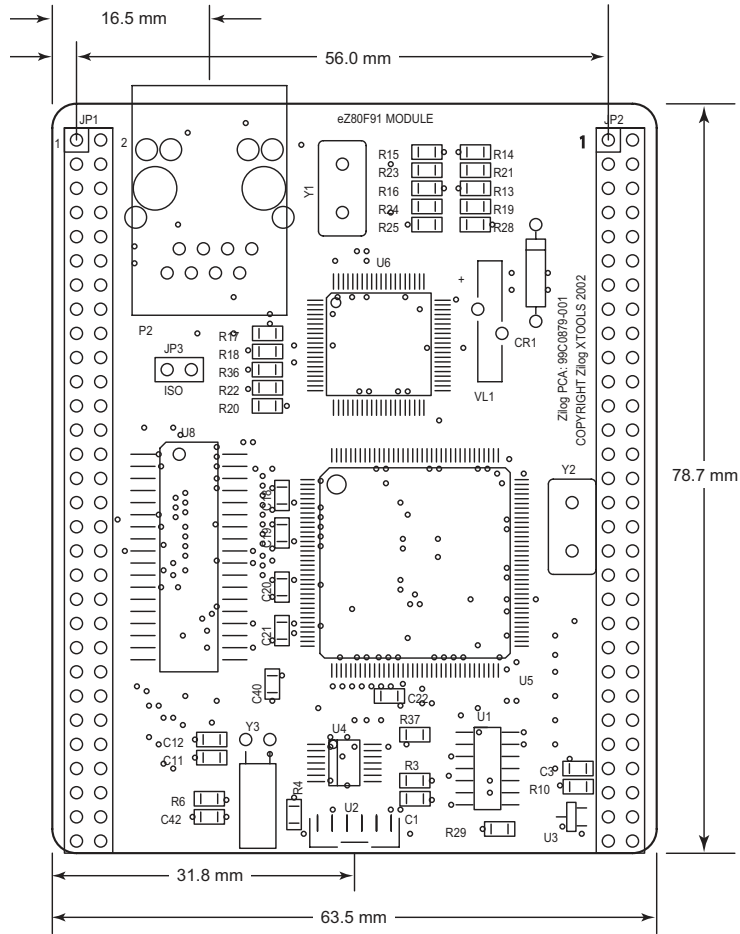 16.5 mm
56.0 mm
eZ80F91 MODULE
JP1
JP2
1
2
1
R15
R14
R23
R21
Y1
R16
R13
R24
R19
R25
R28
U6
+
P2
JP3
ISO
R17
R18
R36
R22
R20
CR1
VL1
Zilog PCA: 99C0879-001
COPYRIGHT Zilog XTOOLS 2002
U8
Y2
78.7 mm
C18
C19
C20
C21
U5
C40
C22
Y3
U4
R37
U1
C12
C11
R3
C3
R10
R6
R4
U2
C1
C42
R29
U3
31.8 mm
63.5 mm